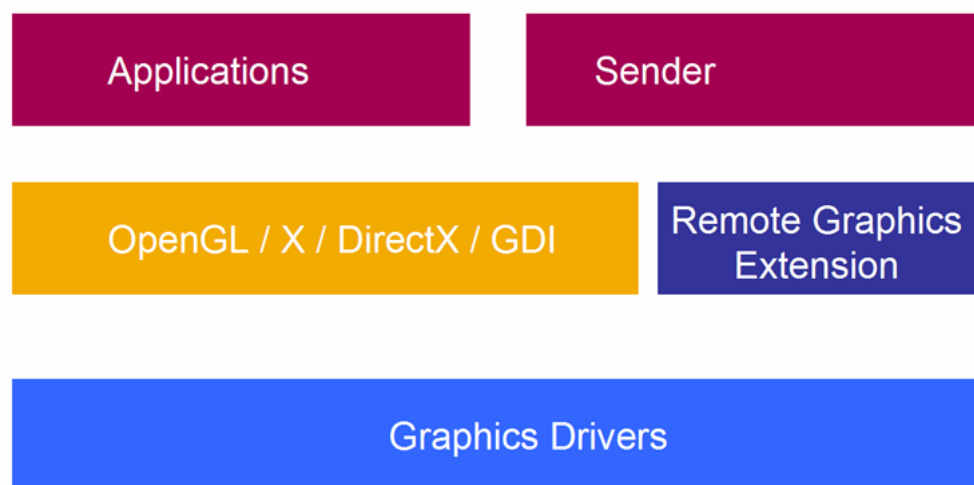 Applications
Sender
OpenGL / X / DirectX / GDI
Remote Graphics
Extension
Graphics Drivers